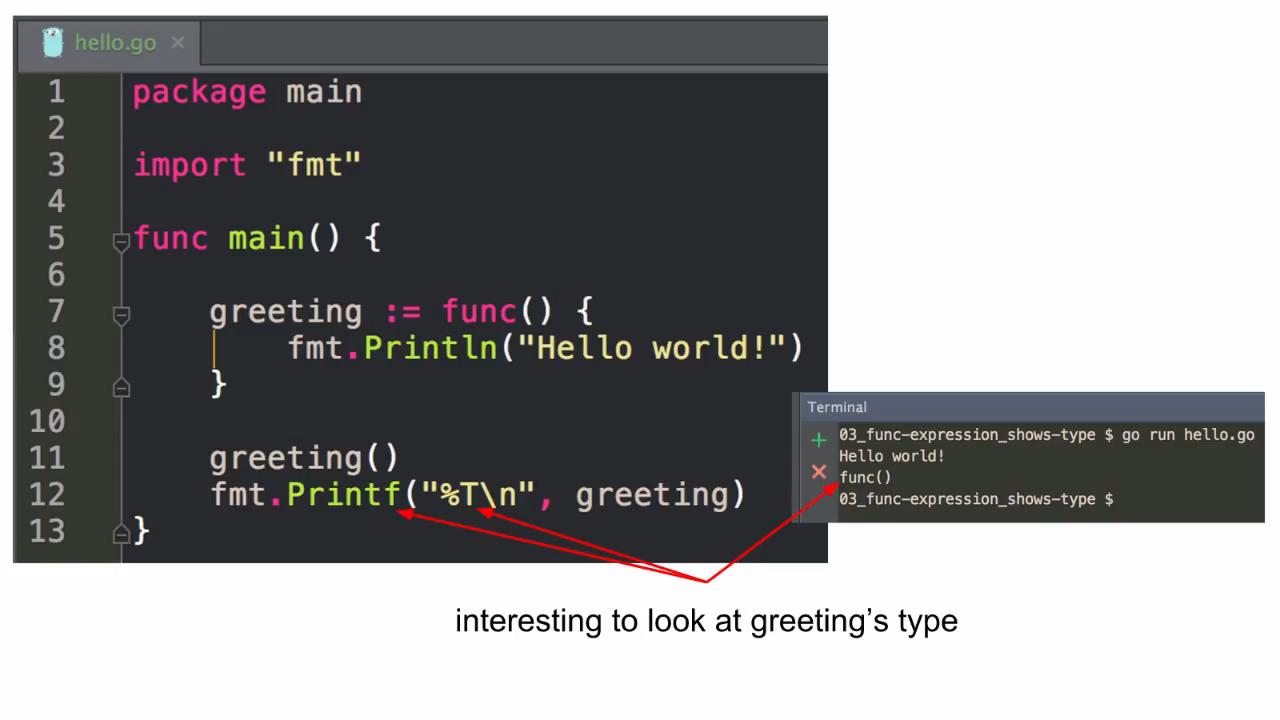 hello.go ×
1 package main
2
3 import "fmt"
4
5 func main() {
6
7 greeting := func() {
8 fmt.Println("Hello world!")
9 }
10
11 greeting()
12 fmt.Printf("%T\n", greeting)
13 }
Terminal
03_func-expression_shows-type $ go run hello.go
Hello world!
func()
03_func-expression_shows-type $
interesting to look at greeting’s type